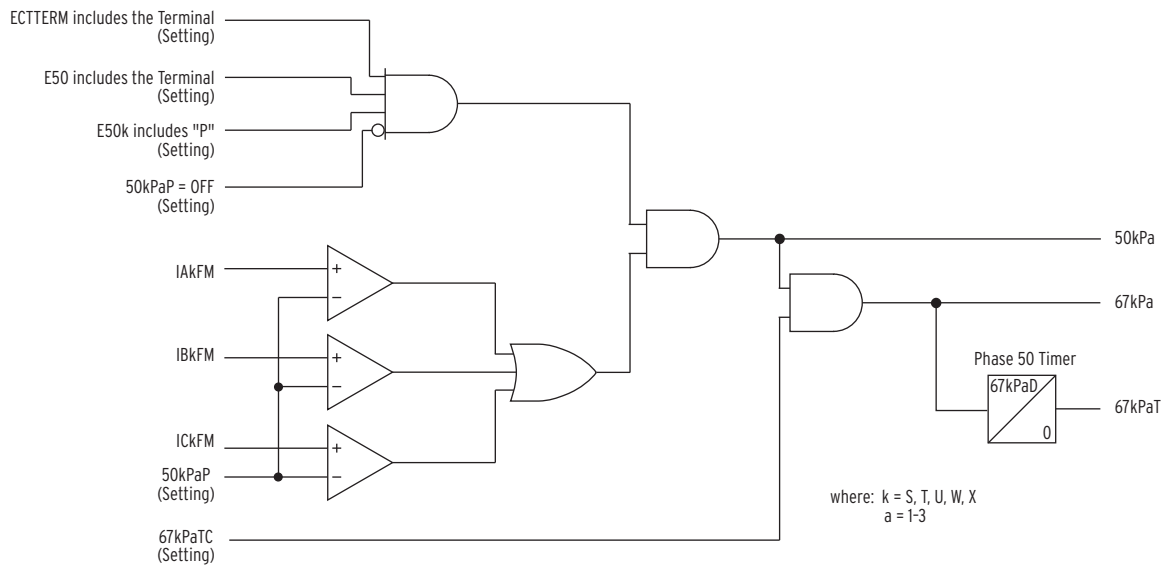 ECTTERM includes the Terminal
(Setting)
E50 includes the Terminal
(Setting)
E50k includes "P"
(Setting)
50kPaP = OFF
(Setting)
IAkFM
+
−
IBkFM
+
−
ICkFM
+
50kPaP
−
(Setting)
67kPaTC
(Setting)
50kPa
67kPa
Phase 50 Timer
67kPaD
0
67kPaT
where: k = S, T, U, W, X
a = 1-3